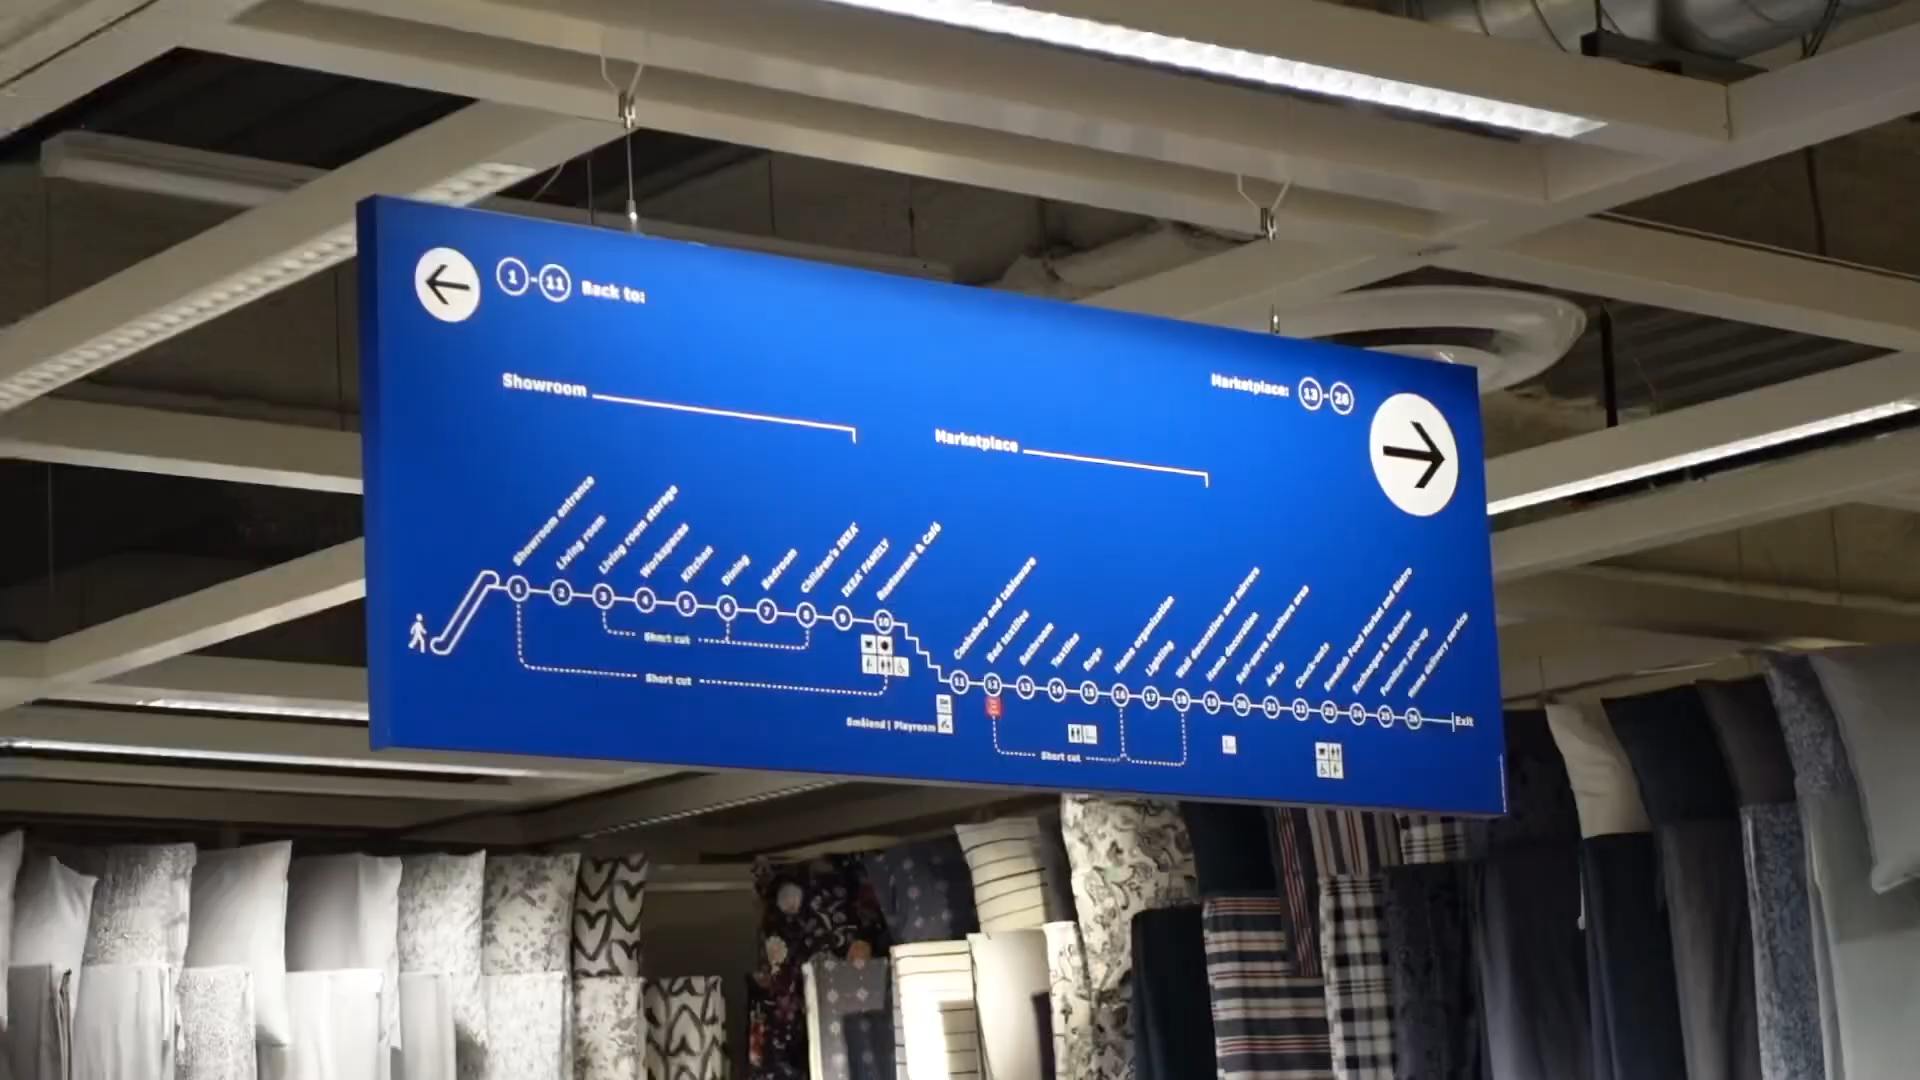 1 - 11 Back to:
Showroom
Marketplace: 13 - 26
Marketplace
Showroom entrance
Living room
Living room storage
Workspaces
Kitchen
Dining
Bedroom
Children's IKEA
IKEA FAMILY
Restaurant & Café
Cookshop and tableware
Bed textiles
Bathroom
Textiles
Rugs
Home organization
Lighting
Wall decoration and mirrors
Home decoration
Self-serve furniture area
As-Is
Check-outs
Swedish Food Market and Bistro
Exchanges & Returns
Furniture pick-up
Home delivery service
1 2 3 4 5 6 7 8 9 10
11 12 13 14 15 16 17 18 19 20 21 22 23 24 25 26 Exit
Short cut
Short cut
Småland | Playroom
Short cut